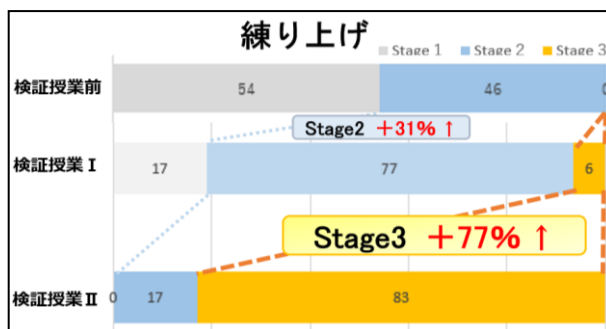 練り上げ
Stage 1 Stage 2 Stage 3
検証授業前 54 46 0
Stage2 +31% ↑
検証授業Ⅰ 17 77 6
Stage3 +77% ↑
検証授業Ⅱ 0 17 83